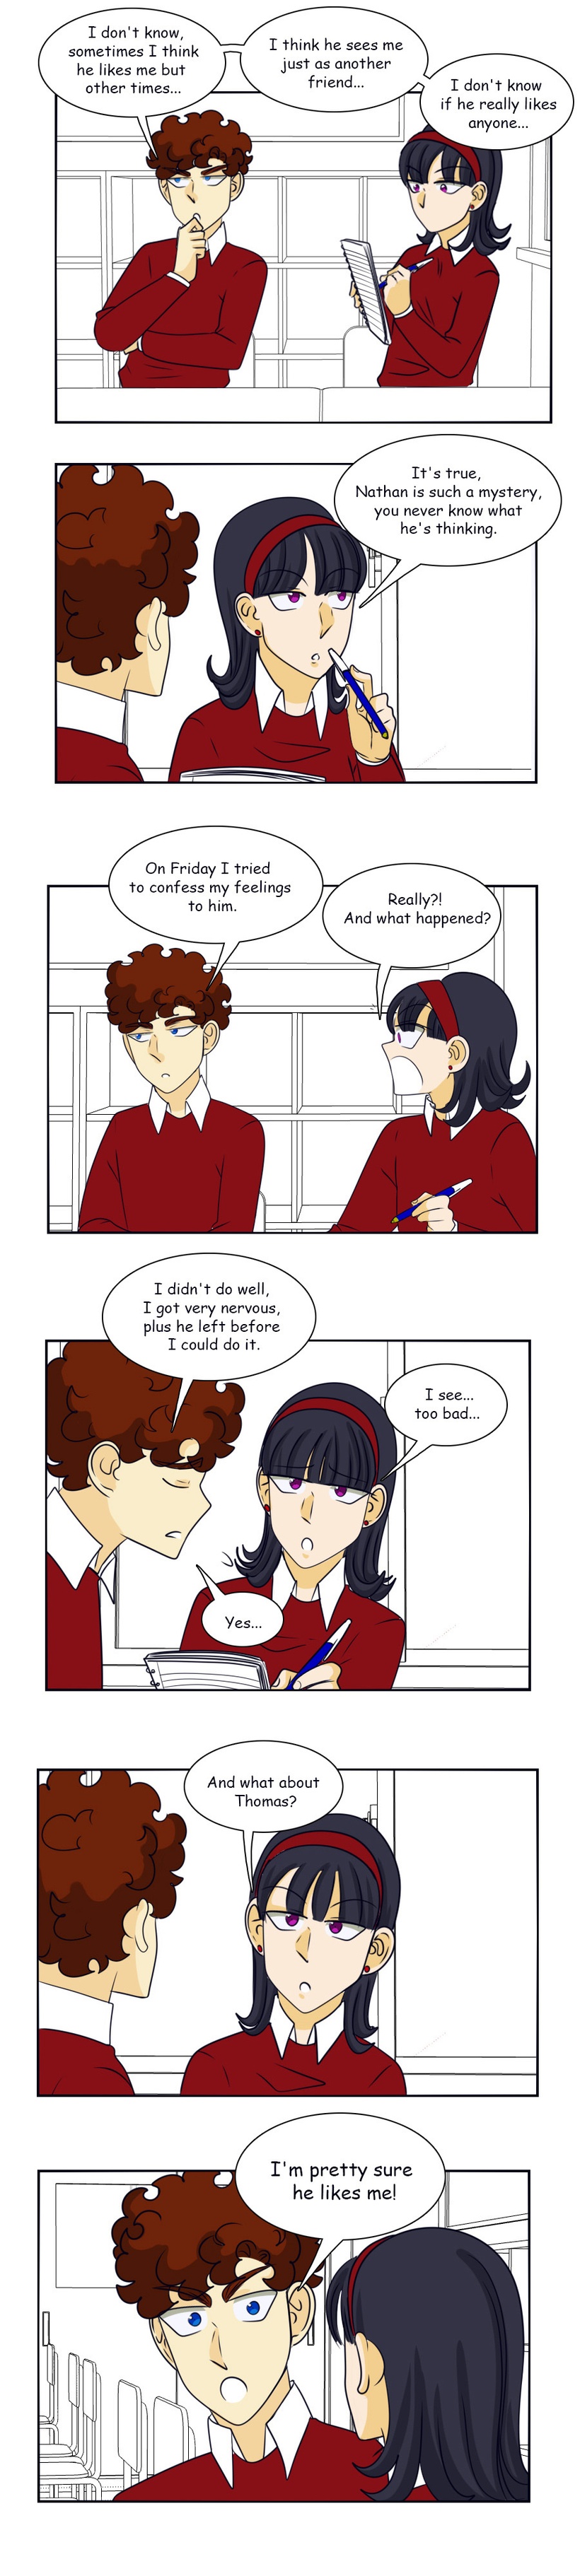 I don't know,
sometimes I think
he likes me but
other times...
I think he sees me
just as another
friend...
I don't know
if he really likes
anyone...
It's true,
Nathan is such a mystery,
you never know what
he's thinking.
On Friday I tried
to confess my feelings
to him.
Really?!
And what happened?
I didn't do well,
I got very nervous,
plus he left before
I could do it.
I see...
too bad...
Yes...
And what about
Thomas?
I'm pretty sure
he likes me!